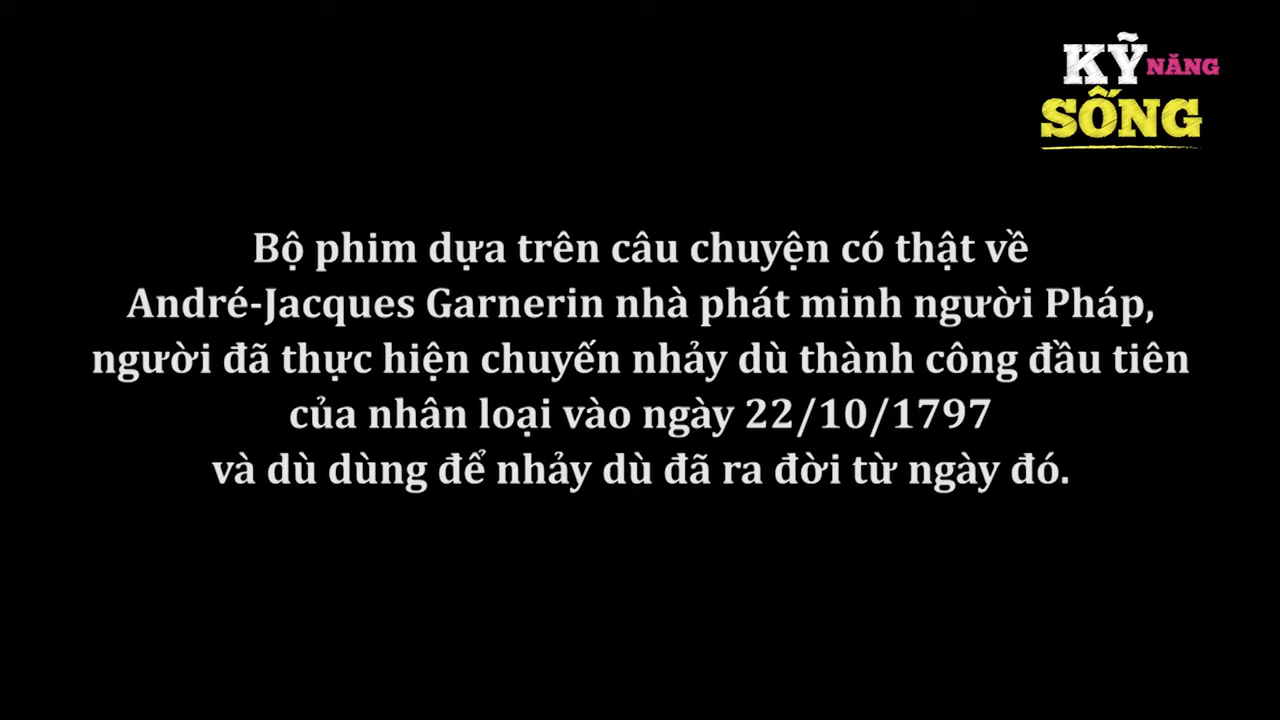 KỸ NĂNG
SỐNG
Bộ phim dựa trên câu chuyện có thật về
André-Jacques Garnerin nhà phát minh người Pháp,
người đã thực hiện chuyến nhảy dù thành công đầu tiên
của nhân loại vào ngày 22/10/1797
và dù dùng để nhảy dù đã ra đời từ ngày đó.